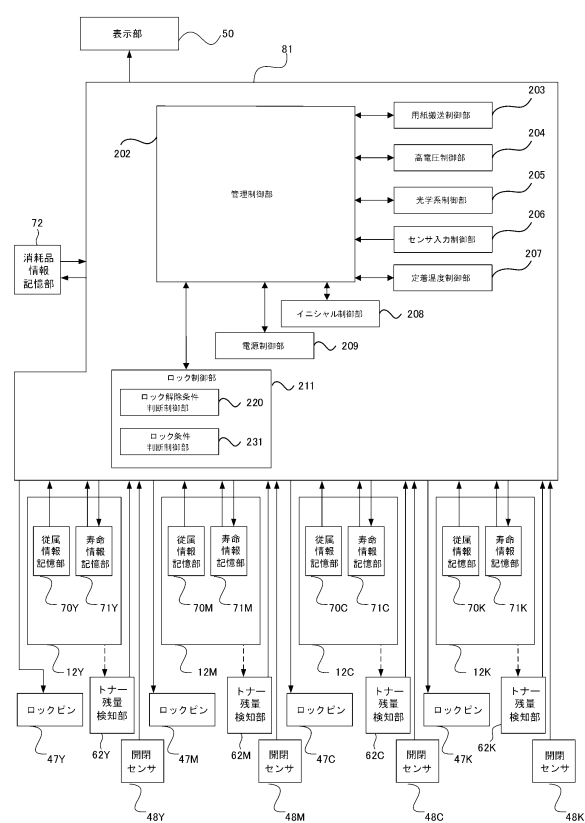 表示部
50
81
202
管理制御部
用紙搬送制御部
203
高電圧制御部
204
光学系制御部
205
センサ入力制御部
206
定着温度制御部
207
72
消耗品
情報
記憶部
イニシャル制御部
208
電源制御部
209
ロック制御部
211
ロック解除条件
判断制御部
220
ロック条件
判断制御部
231
従属
情報
記憶部
寿命
情報
記憶部
従属
情報
記憶部
寿命
情報
記憶部
従属
情報
記憶部
寿命
情報
記憶部
従属
情報
記憶部
寿命
情報
記憶部
70Y
71Y
70M
71M
70C
71C
70K
71K
12Y
12M
12C
12K
ロックピン
トナー
残量
検知部
ロックピン
トナー
残量
検知部
ロックピン
トナー
残量
検知部
ロックピン
トナー
残量
検知部
47Y
62Y
47M
62M
47C
62C
47K
62K
開閉
センサ
開閉
センサ
開閉
センサ
開閉
センサ
48Y
48M
48C
48K